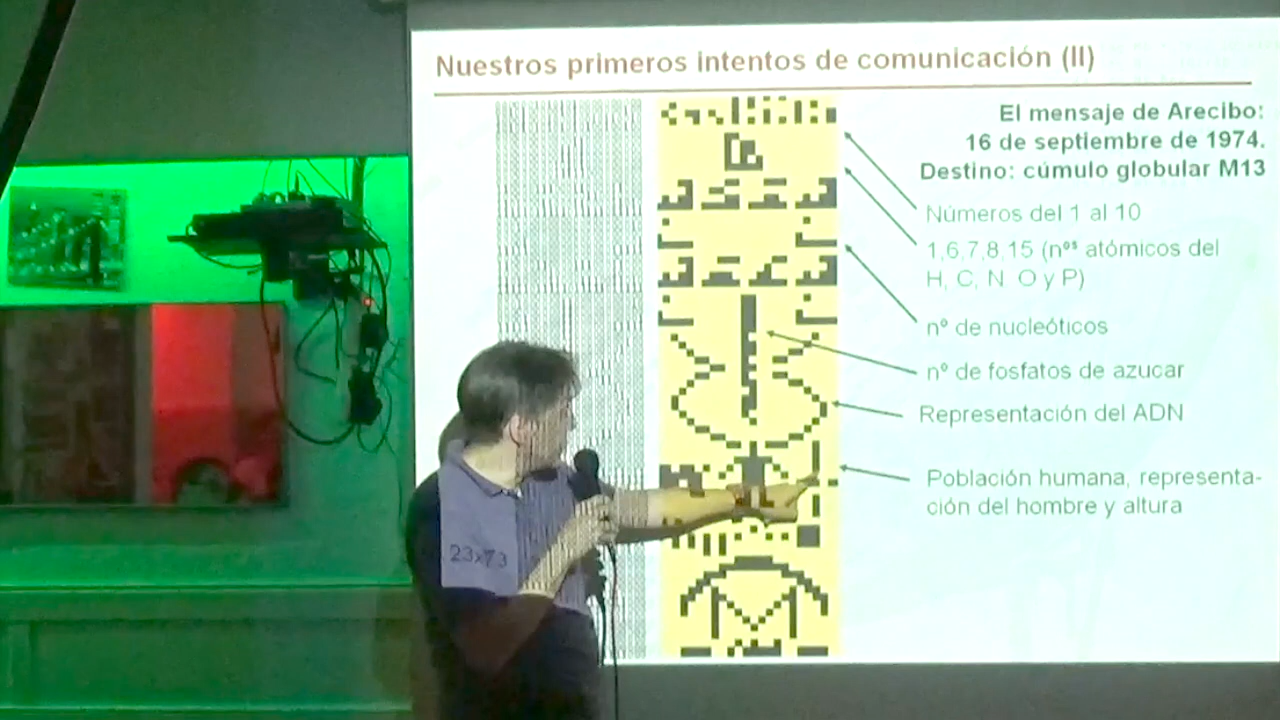 Nuestros primeros intentos de comunicación (II)
El mensaje de Arecibo:
16 de septiembre de 1974.
Destino: cúmulo globular M13
Números del 1 al 10
1,6,7,8,15 (nºˢ atómicos del
H, C, N O y P)
nº de nucleóticos
nº de fosfatos de azucar
Representación del ADN
Población humana, representa-
ción del hombre y altura
23x73